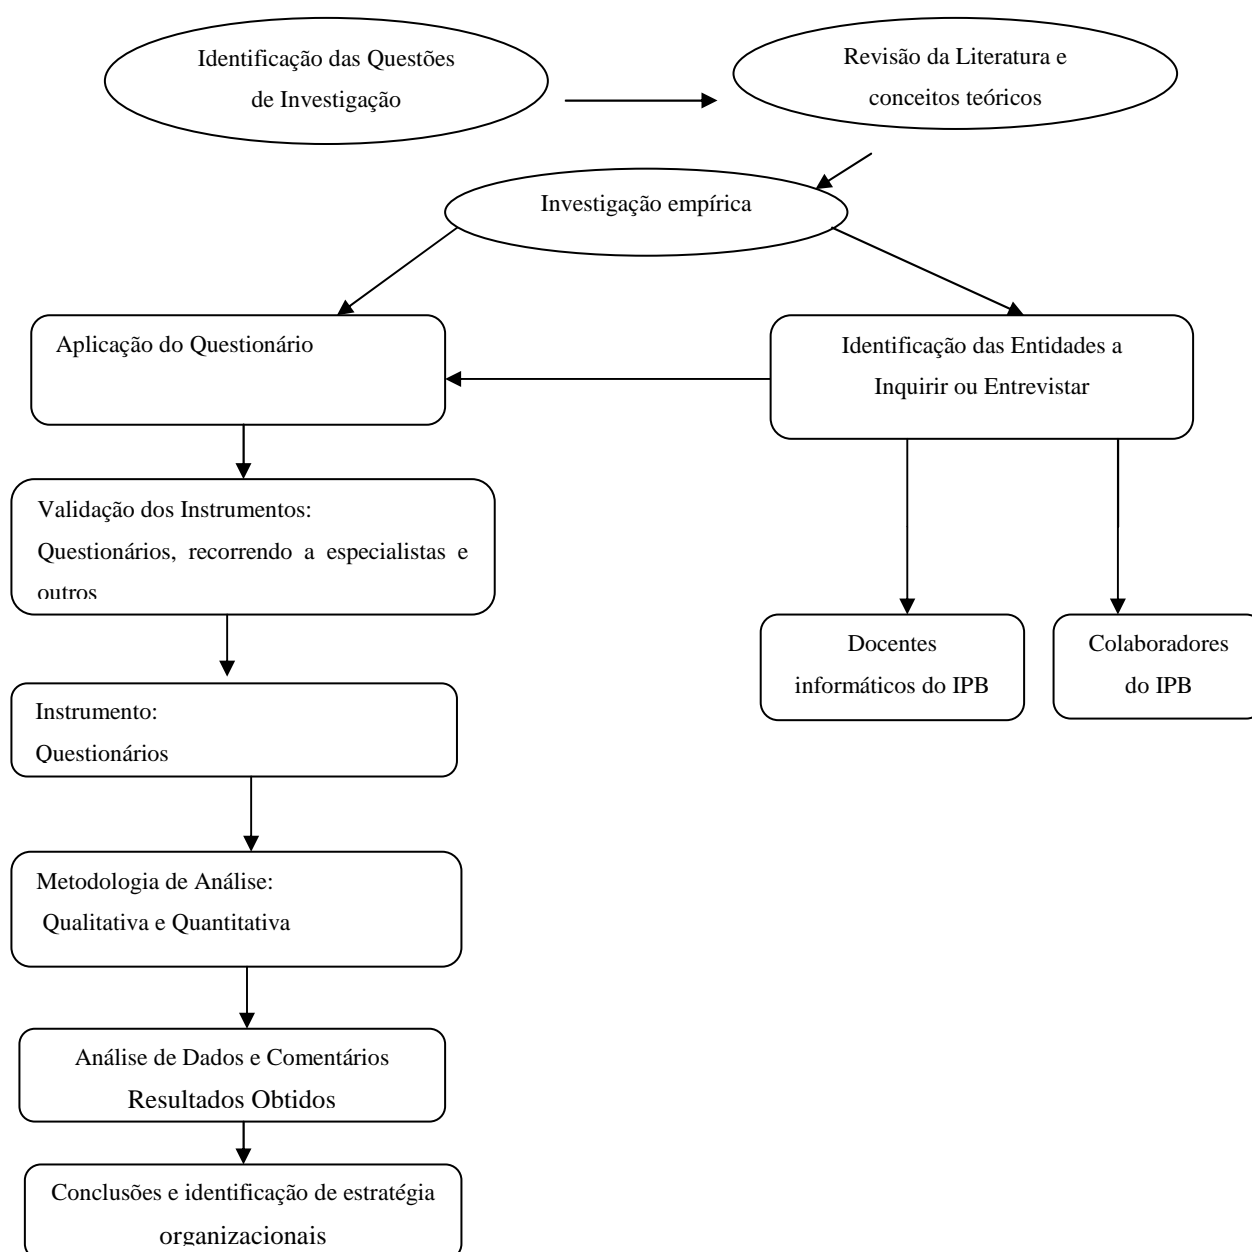 Identificação das Questões
de Investigação
Revisão da Literatura e
conceitos teóricos
Investigação empírica
Aplicação do Questionário
Identificação das Entidades a
Inquirir ou Entrevistar
Validação dos Instrumentos:
Questionários, recorrendo a especialistas e
outros
Docentes
informáticos do IPB
Colaboradores
do IPB
Instrumento:
Questionários
Metodologia de Análise:
Qualitativa e Quantitativa
Análise de Dados e Comentários
Resultados Obtidos
Conclusões e identificação de estratégia
organizacionais